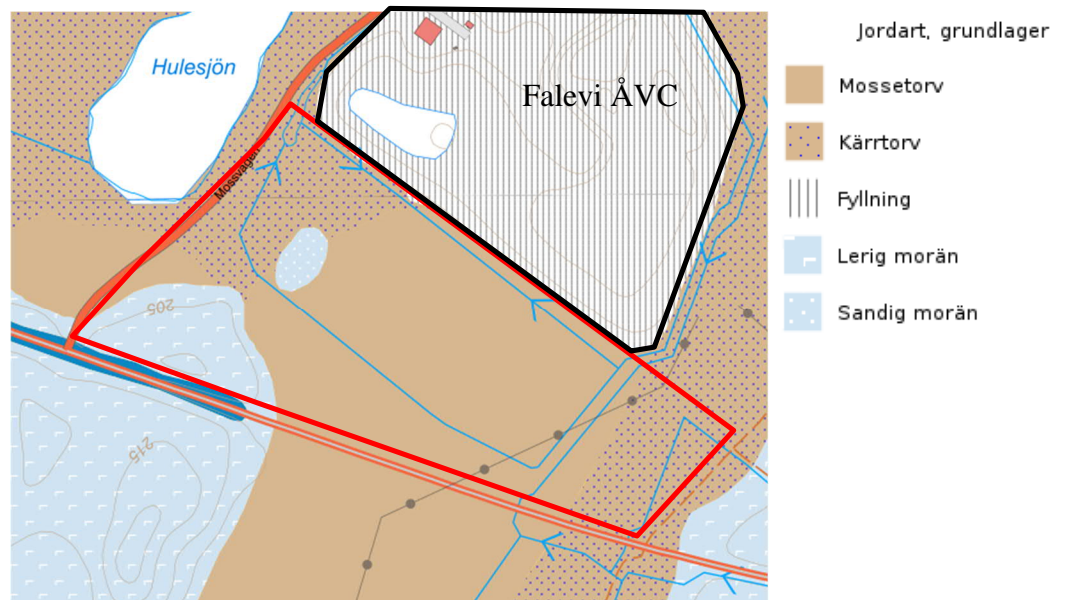 Hulesjön
Falevi ÅVC
Mossvägen
205
215
Jordart, grundlager
Mossetorv
Kärrtorv
Fyllning
Lerig morän
Sandig morän